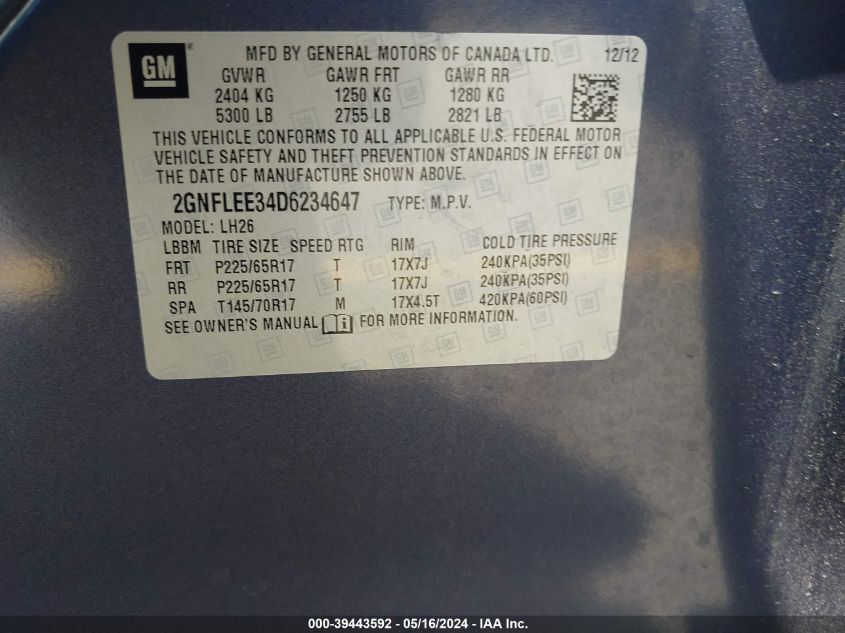 GM ® MFD BY GENERAL MOTORS OF CANADA LTD. 12/12
GVWR GAWR FRT GAWR RR
2404 KG 1250 KG 1280 KG
5300 LB 2755 LB 2821 LB
THIS VEHICLE CONFORMS TO ALL APPLICABLE U.S. FEDERAL MOTOR
VEHICLE SAFETY AND THEFT PREVENTION STANDARDS IN EFFECT ON
THE DATE OF MANUFACTURE SHOWN ABOVE.
2GNFLEE34D6234647 TYPE: M.P.V.
MODEL: LH26
LBBM TIRE SIZE SPEED RTG RIM COLD TIRE PRESSURE
FRT P225/65R17 T 17X7J 240KPA(35PSI)
RR P225/65R17 T 17X7J 240KPA(35PSI)
SPA T145/70R17 M 17X4.5T 420KPA(60PSI)
SEE OWNER'S MANUAL i FOR MORE INFORMATION.
000-39443592 - 05/16/2024 - IAA Inc.